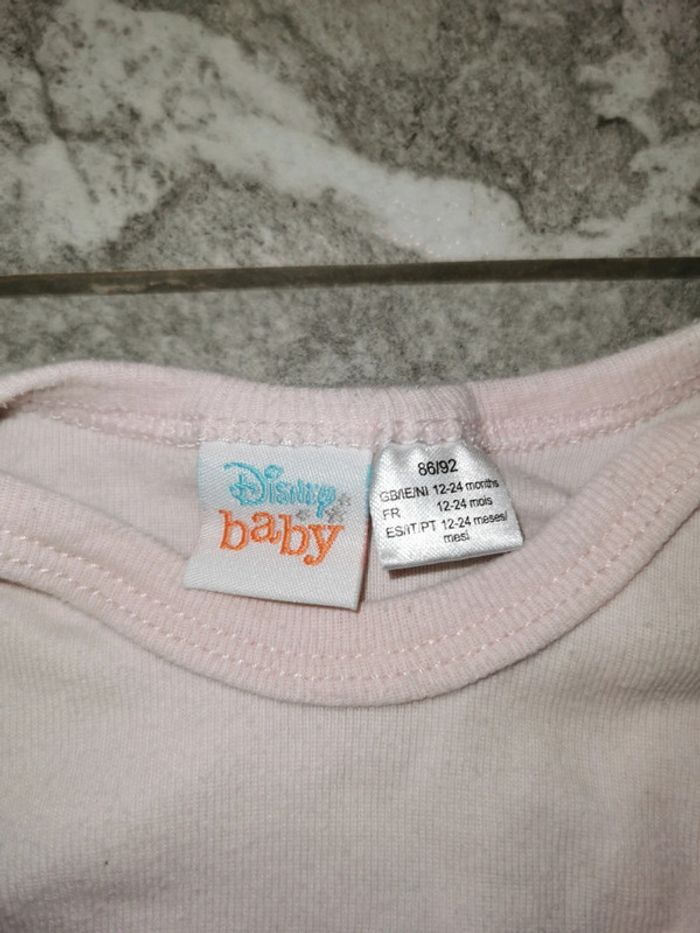 Disney
baby
86/92
GB/IE/NI 12-24 months
FR 12-24 mois
ES/IT/PT 12-24 meses/
mesi